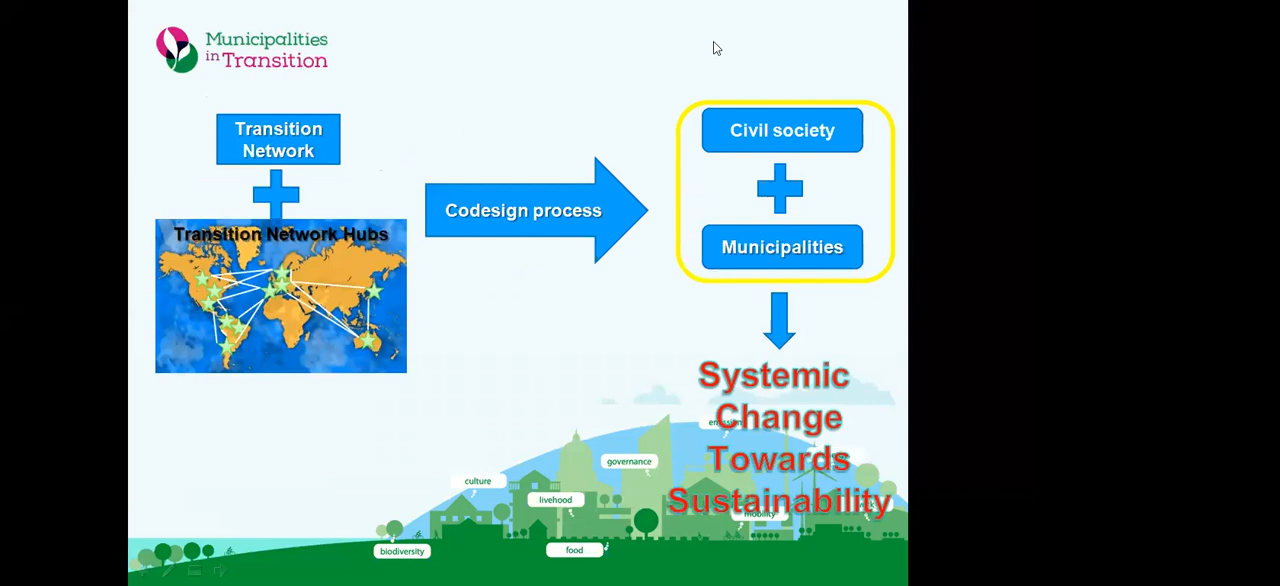 Municipalities
in Transition
Transition
Network
Transition Network Hubs
Codesign process
Civil society
Municipalities
Systemic
Change
Towards
Sustainability
governance
culture
livehood
mobility
biodiversity
food